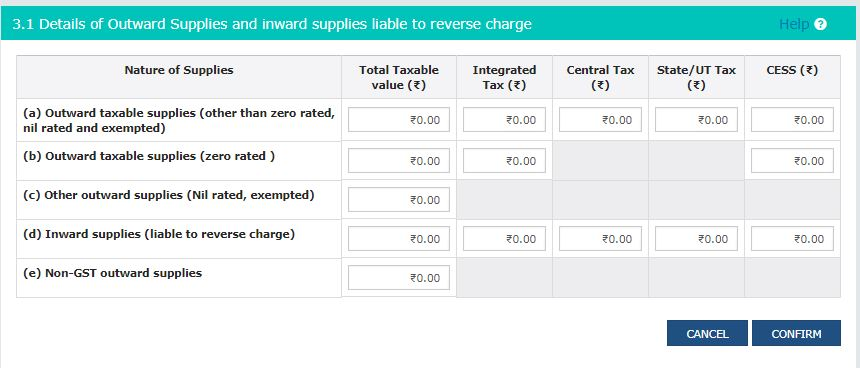 3.1 Details of Outward Supplies and inward supplies liable to reverse charge Help ?
Nature of Supplies Total Taxable value (₹) Integrated Tax (₹) Central Tax (₹) State/UT Tax (₹) CESS (₹)
(a) Outward taxable supplies (other than zero rated, nil rated and exempted) ₹0.00 ₹0.00 ₹0.00 ₹0.00 ₹0.00
(b) Outward taxable supplies (zero rated ) ₹0.00 ₹0.00 ₹0.00
(c) Other outward supplies (Nil rated, exempted) ₹0.00
(d) Inward supplies (liable to reverse charge) ₹0.00 ₹0.00 ₹0.00 ₹0.00 ₹0.00
(e) Non-GST outward supplies ₹0.00
CANCEL CONFIRM